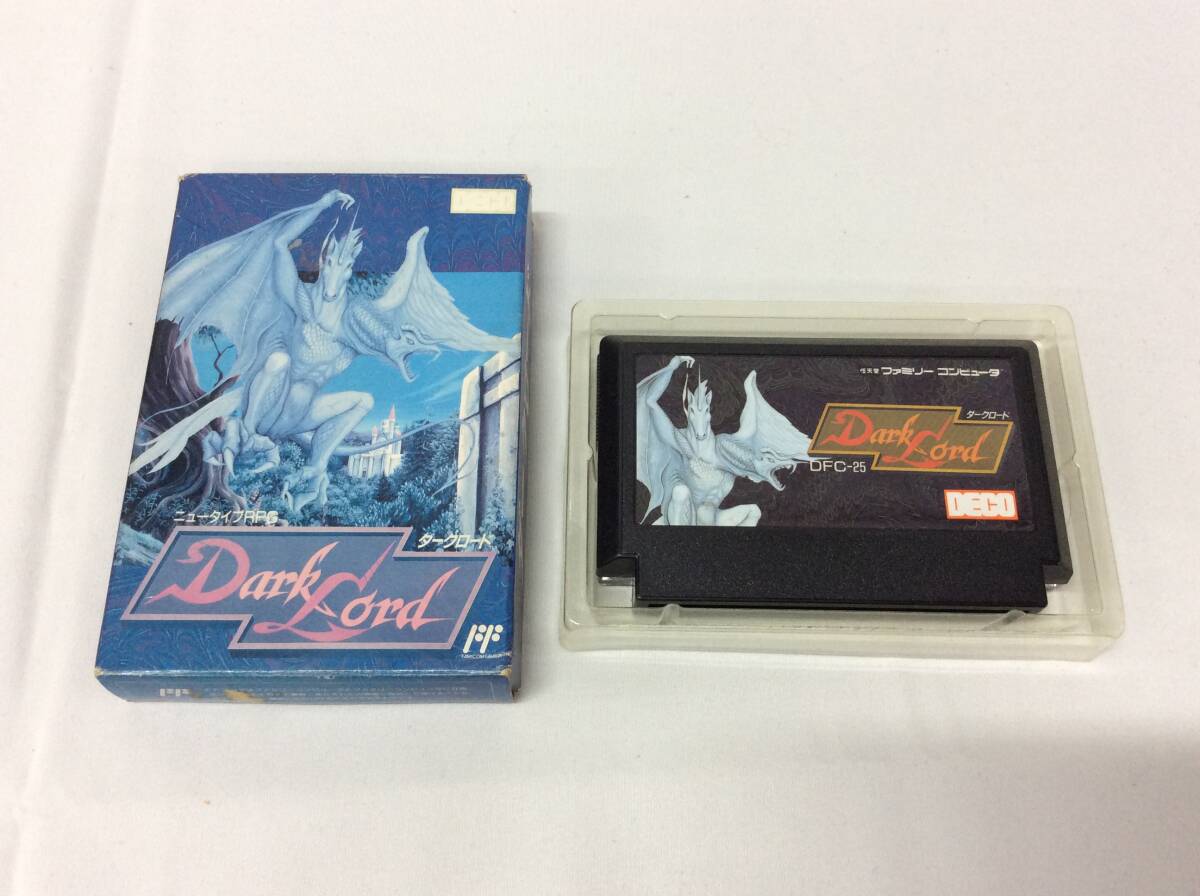 DECO
ニュータイプRPG
ダークロード
Dark Lord
任天堂 ファミリー コンピュータ
ダークロード
Dark Lord
DFC-25
DECO